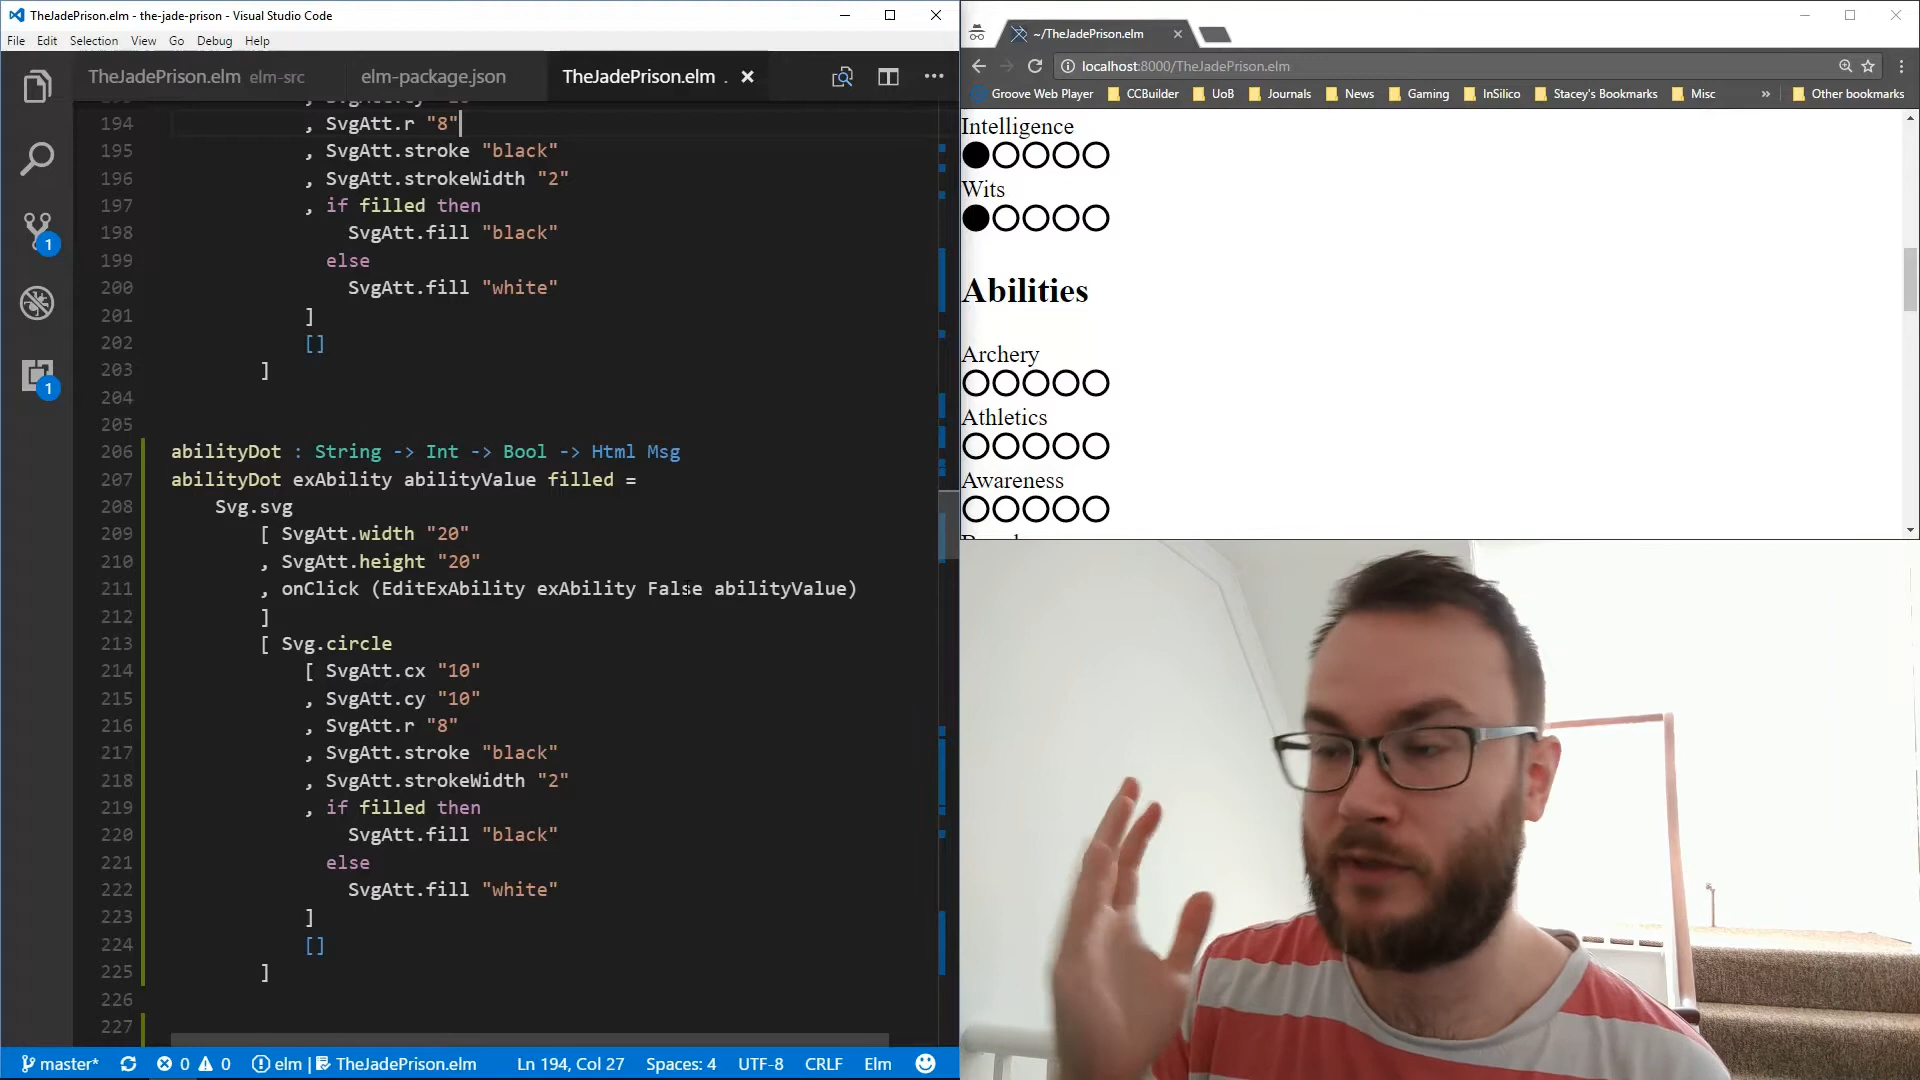 TheJadePrison.elm - the-jade-prison - Visual Studio Code
File Edit Selection View Go Debug Help
TheJadePrison.elm elm-src elm-package.json TheJadePrison.elm .
194 , SvgAtt.r "8"
195 , SvgAtt.stroke "black"
196 , SvgAtt.strokeWidth "2"
197 , if filled then
198 SvgAtt.fill "black"
199 else
200 SvgAtt.fill "white"
201 ]
202 []
203 ]
204
205
206 abilityDot : String -> Int -> Bool -> Html Msg
207 abilityDot exAbility abilityValue filled =
208 Svg.svg
209 [ SvgAtt.width "20"
210 , SvgAtt.height "20"
211 , onClick (EditExAbility exAbility False abilityValue)
212 ]
213 [ Svg.circle
214 [ SvgAtt.cx "10"
215 , SvgAtt.cy "10"
216 , SvgAtt.r "8"
217 , SvgAtt.stroke "black"
218 , SvgAtt.strokeWidth "2"
219 , if filled then
220 SvgAtt.fill "black"
221 else
222 SvgAtt.fill "white"
223 ]
224 []
225 ]
226
227
1
1
master* 0 0 elm | TheJadePrison.elm Ln 194, Col 27 Spaces: 4 UTF-8 CRLF Elm
~/TheJadePrison.elm
localhost:8000/TheJadePrison.elm
Groove Web Player CCBuilder UoB Journals News Gaming InSilico Stacey's Bookmarks Misc » Other bookmarks
Intelligence
Wits
Abilities
Archery
Athletics
Awareness